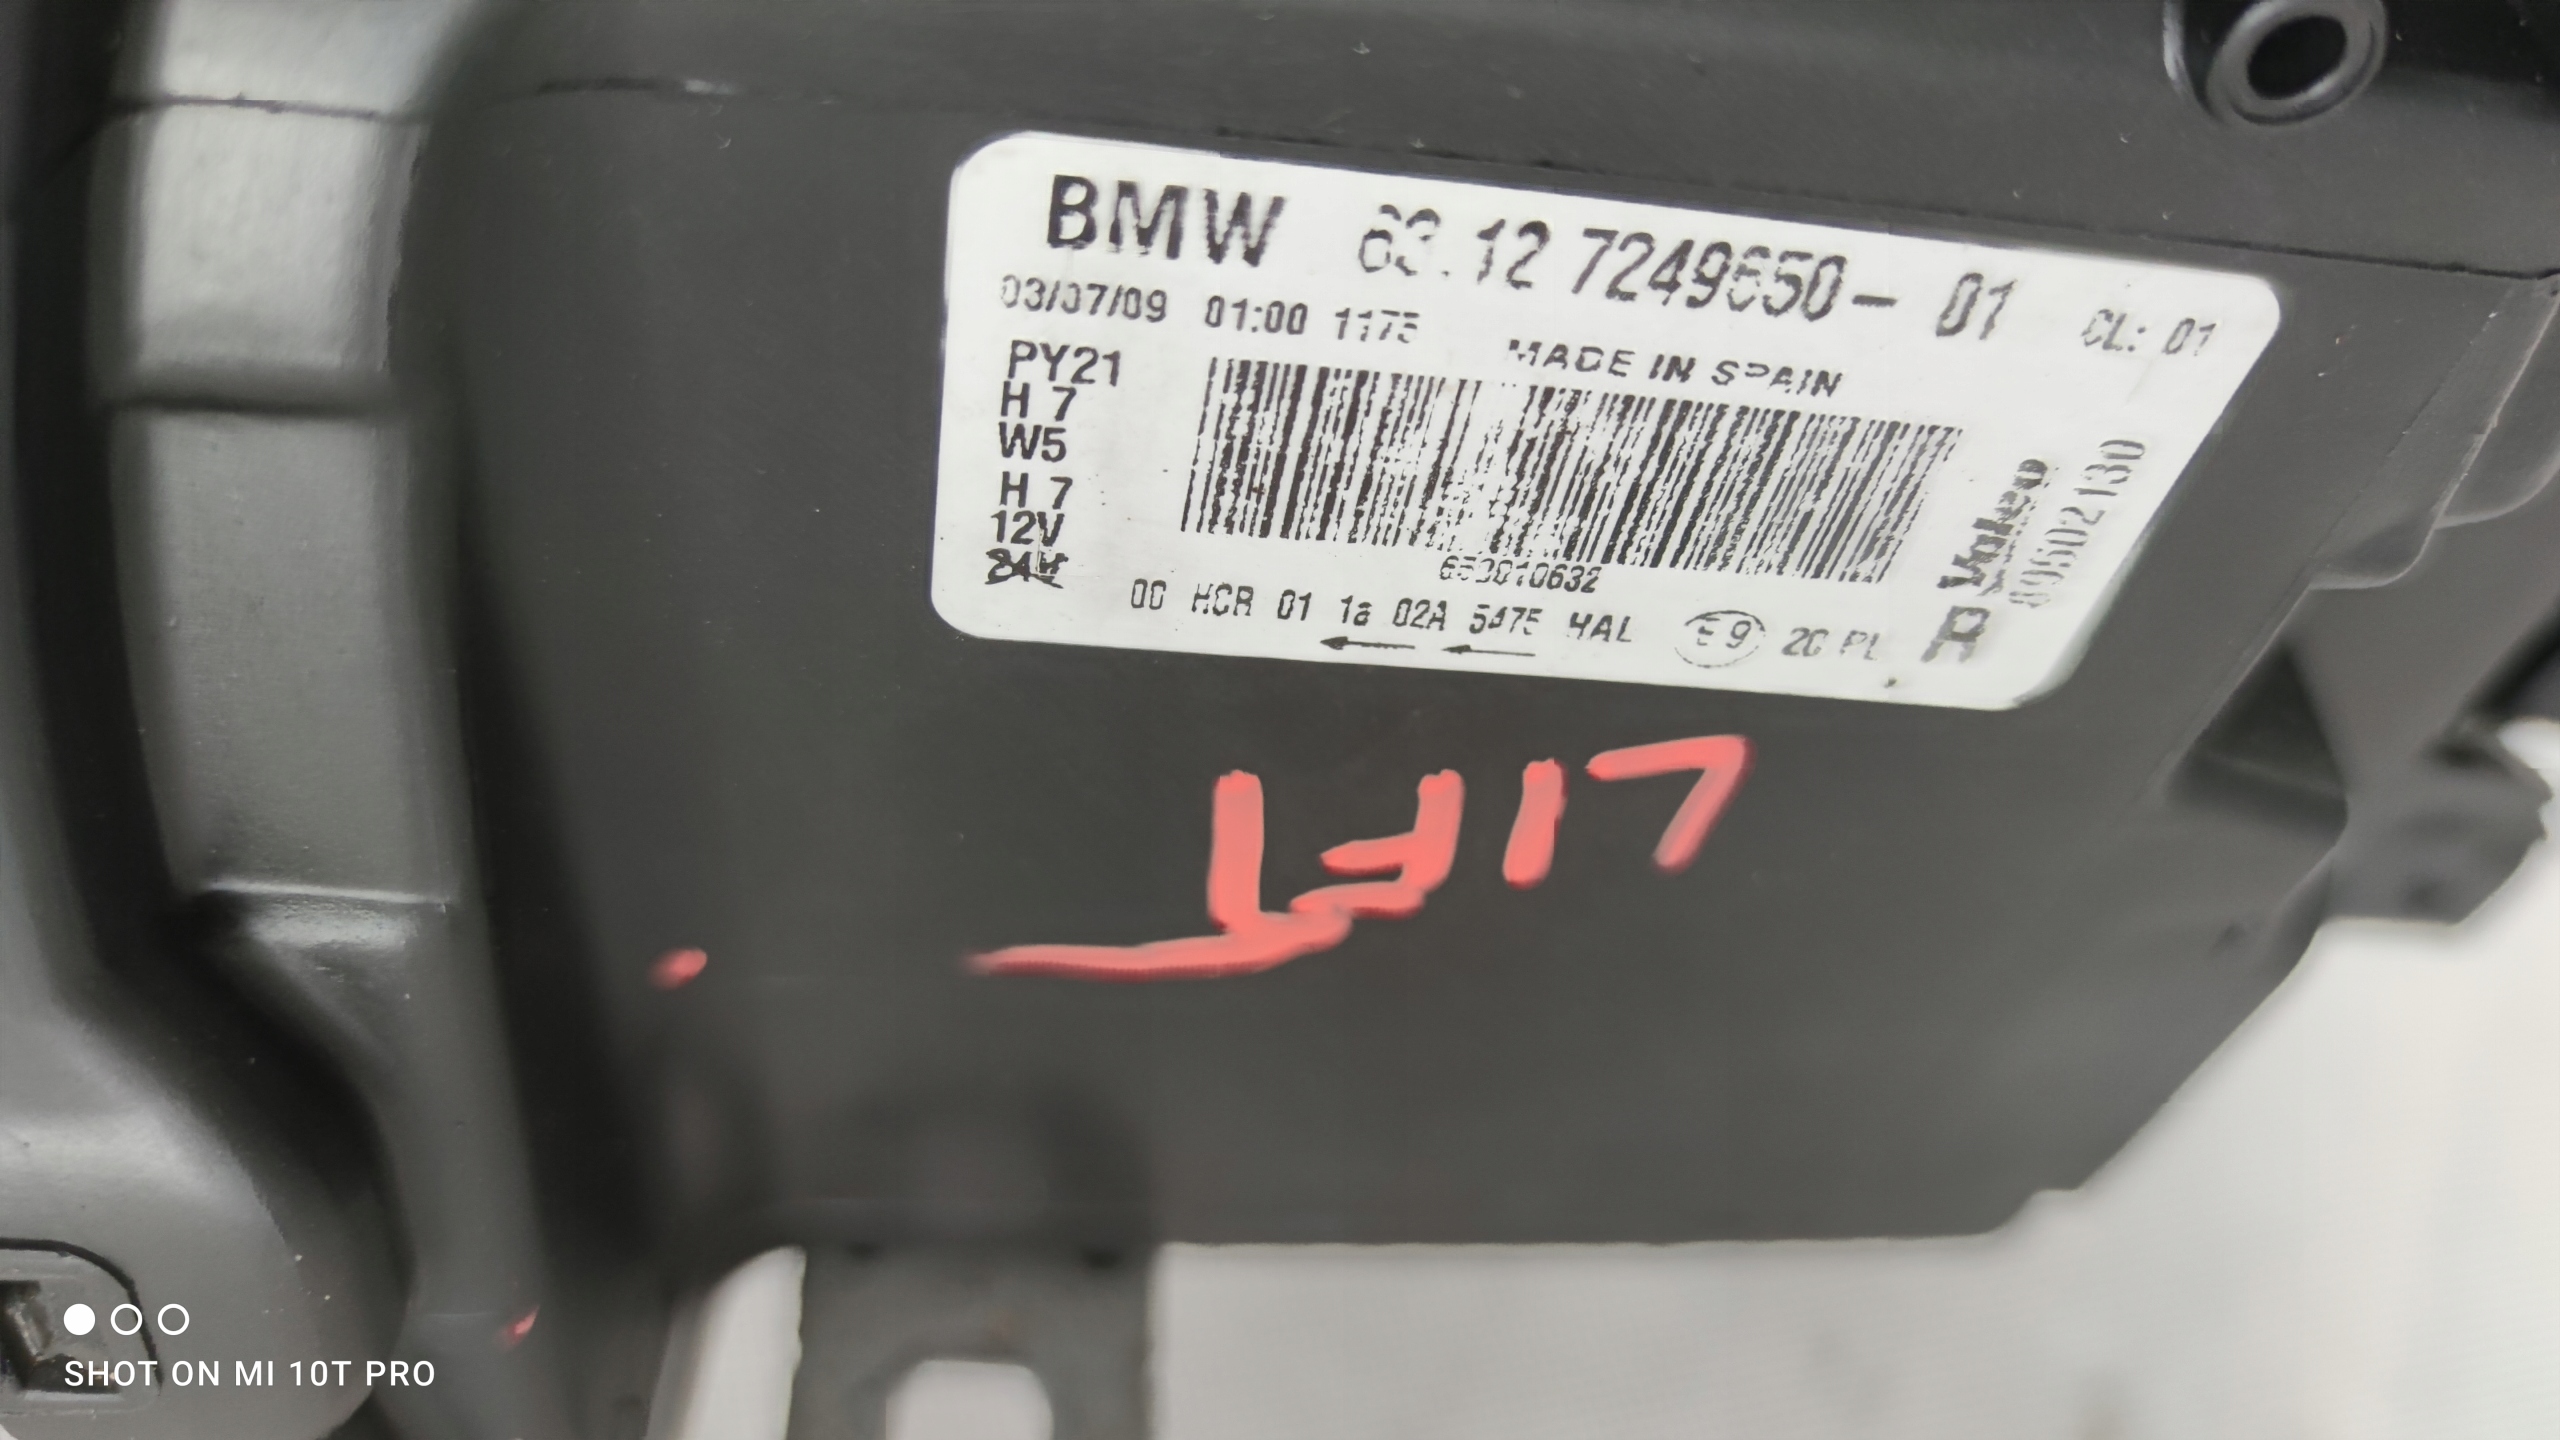 BMW 63.12 7249650- 01 CL: 01
03/07/09 01:00 1175
MADE IN SPAIN
PY21
H 7
W5
H 7
12V
653010632
00 HCR 01 1a 02A 5475 HAL E9 20 PL
Valeo
R
89502130
LIFT
SHOT ON MI 10T PRO